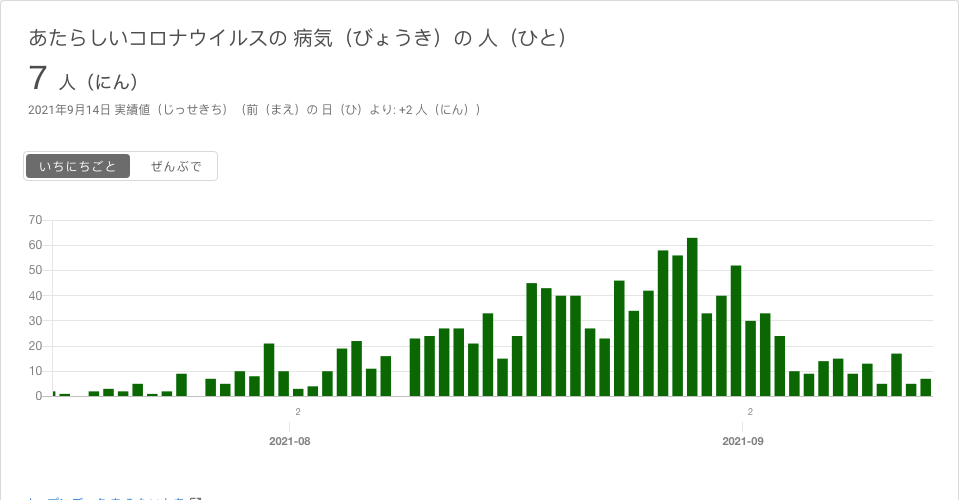 あたらしいコロナウイルスの 病気（びょうき）の 人（ひと）
7 人（にん）
2021年9月14日 実績値（じっせきち）（前（まえ）の 日（ひ）より: +2 人（にん））
いちにちごと ぜんぶで
70
60
50
40
30
20
10
0
2 2
2021-08 2021-09